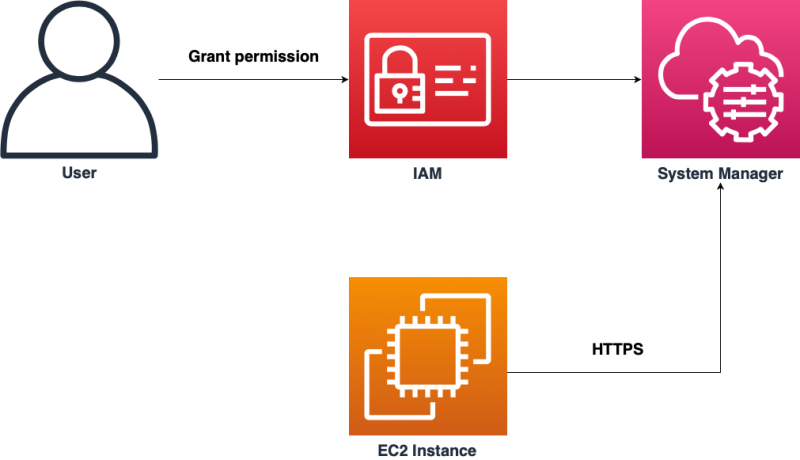 Grant permission
User
IAM
System Manager
HTTPS
EC2 Instance